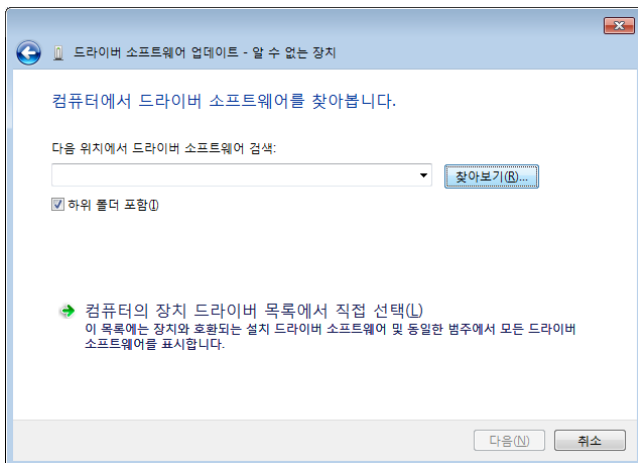 드라이버 소프트웨어 업데이트 - 알 수 없는 장치
컴퓨터에서 드라이버 소프트웨어를 찾아봅니다.
다음 위치에서 드라이버 소프트웨어 검색:
찾아보기(R)...
하위 폴더 포함(I)
컴퓨터의 장치 드라이버 목록에서 직접 선택(L)
이 목록에는 장치와 호환되는 설치 드라이버 소프트웨어 및 동일한 범주에서 모든 드라이버
소프트웨어를 표시합니다.
다음(N) 취소